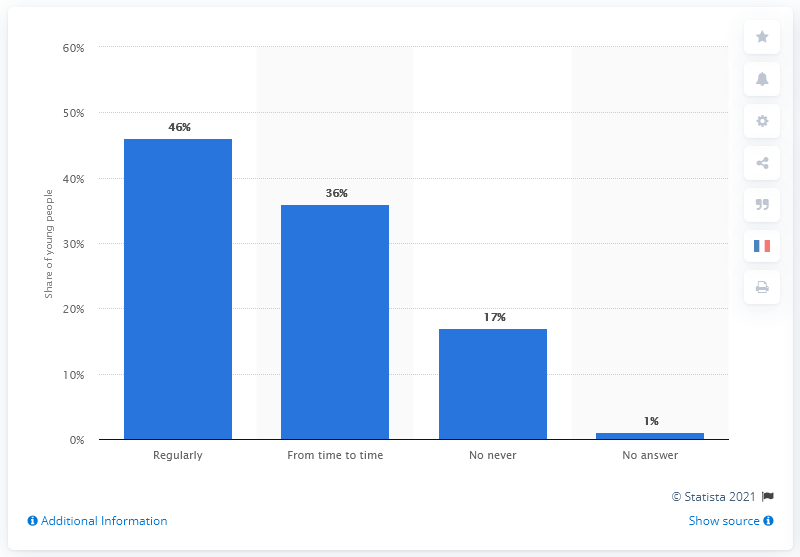 60%
50%
40%
30%
20%
10%
0%
Share of young people
46%
36%
17%
1%
Regularly
From time to time
No never
No answer
© Statista 2021
Additional Information
Show source